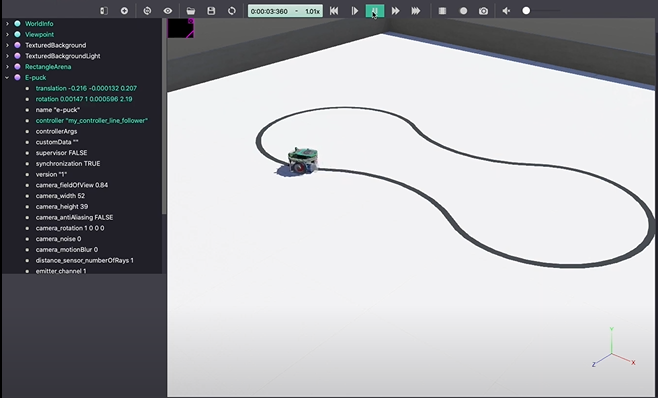 0:00:03:360 - 1.01x
WorldInfo
Viewpoint
TexturedBackground
TexturedBackgroundLight
RectangleArena
E-puck
translation -0.216 -0.000132 0.207
rotation 0.00147 1 0.000596 2.19
name "e-puck"
controller "my_controller_line_follower"
controllerArgs
customData ""
supervisor FALSE
synchronization TRUE
version "1"
camera_fieldOfView 0.84
camera_width 52
camera_height 39
camera_antiAliasing FALSE
camera_rotation 1 0 0 0
camera_noise 0
camera_motionBlur 0
distance_sensor_numberOfRays 1
emitter_channel 1
Y
Z
X